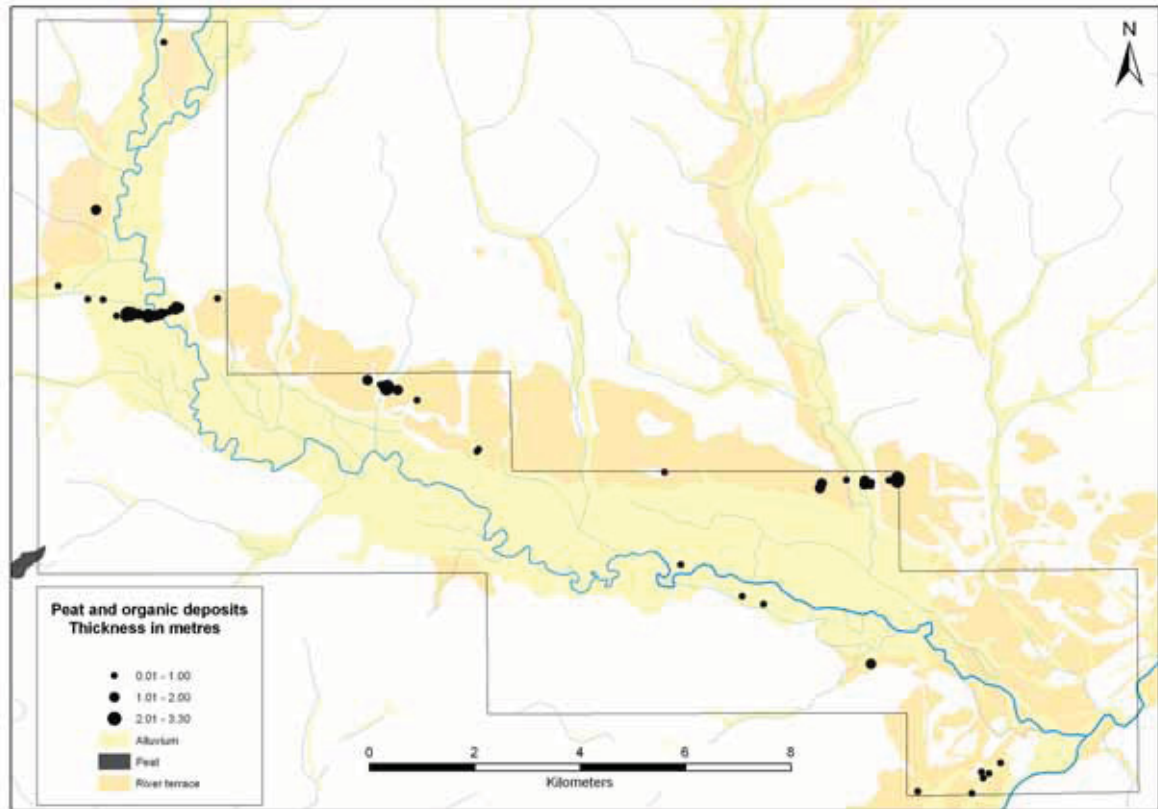 N
Peat and organic deposits
Thickness in metres
0.01 - 1.00
1.01 - 2.00
2.01 - 3.30
Alluvium
Peat
River terrace
0 2 4 6 8
Kilometers